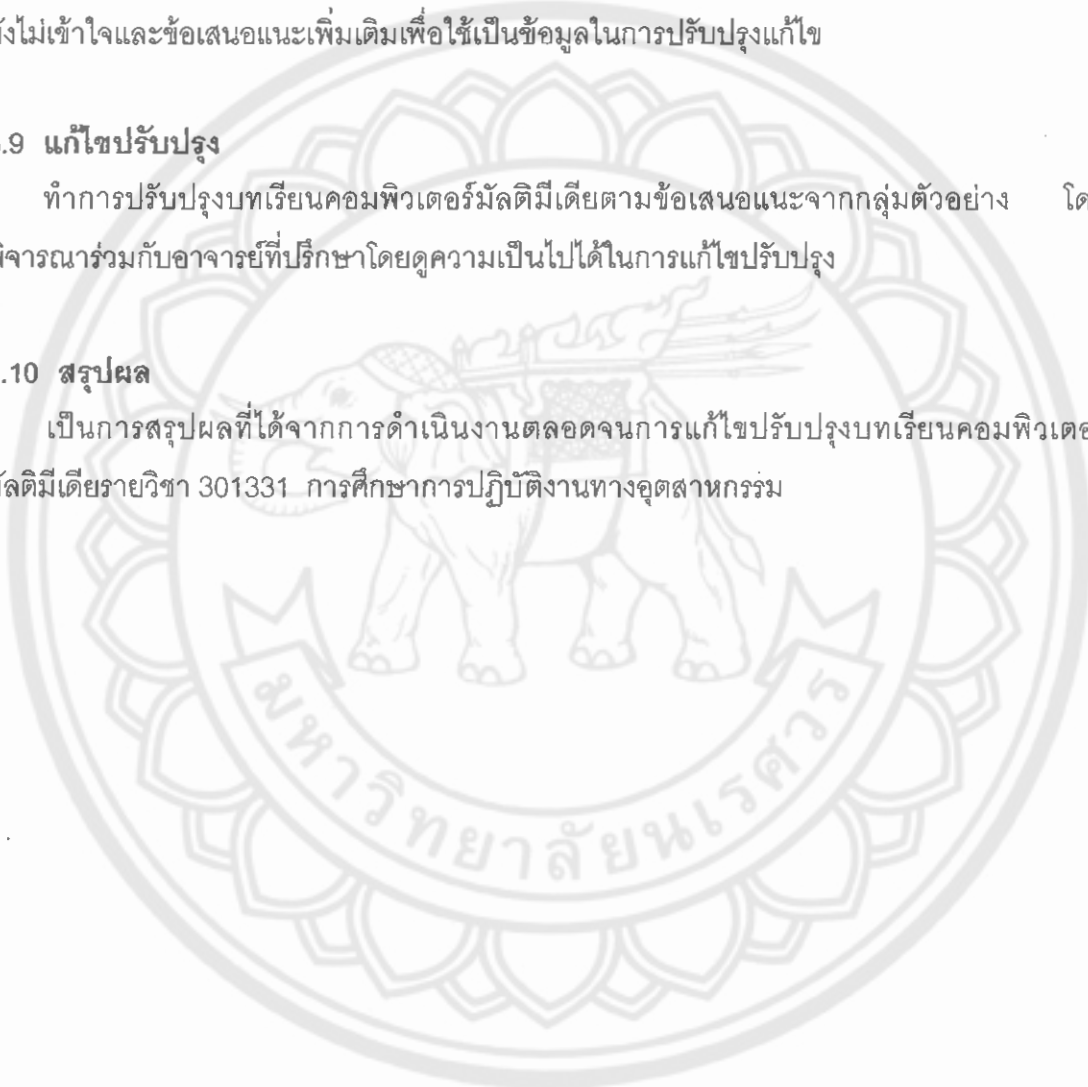 ังไม่เข้าใจและข้อเสนอแนะเพิ่มเติมเพื่อใช้เป็นข้อมูลในการปรับปรุงแก้ไข
.9 แก้ไขปรับปรุง
ทำการปรับปรุงบทเรียนคอมพิวเตอร์มัลติมีเดียตามข้อเสนอแนะจากกลุ่มตัวอย่าง โด
พิจารณาร่วมกับอาจารย์ที่ปรึกษาโดยดูความเป็นไปได้ในการแก้ไขปรับปรุง
.10 สรุปผล
เป็นการสรุปผลที่ได้จากการดำเนินงานตลอดจนการแก้ไขปรับปรุงบทเรียนคอมพิวเตอ
มัลติมีเดียรายวิชา 301331 การศึกษาการปฏิบัติงานทางอุตสาหกรรม
มหาวิทยาลัยนเรศวร